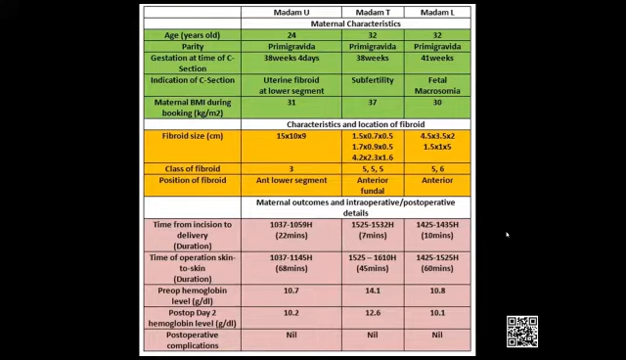 Madam U Madam T Madam L
Maternal Characteristics
Age (years old) 24 32 32
Parity Primigravida Primigravida Primigravida
Gestation at time of C-Section 38weeks 4days 38weeks 41weeks
Indication of C-Section Uterine fibroid at lower segment Subfertility Fetal Macrosomia
Maternal BMI during booking (kg/m2) 31 37 30
Characteristics and location of fibroid
Fibroid size (cm) 15x10x9 1.5x0.7x0.5 4.5x3.5x2
1.7x0.9x0.5 1.5x1x5
4.2x2.3x1.6
Class of fibroid 3 5, 5, 5 5, 6
Position of fibroid Ant lower segment Anterior fundal Anterior
Maternal outcomes and intraoperative/postoperative details
Time from incision to delivery (Duration) 1037-1059H (22mins) 1525-1532H (7mins) 1425-1435H (10mins)
Time of operation skin-to-skin (Duration) 1037-1145H (68mins) 1525 – 1610H (45mins) 1425-1525H (60mins)
Preop hemoglobin level (g/dl) 10.7 14.1 10.8
Postop Day 2 hemoglobin level (g/dl) 10.2 12.6 10.1
Postoperative complications Nil Nil Nil